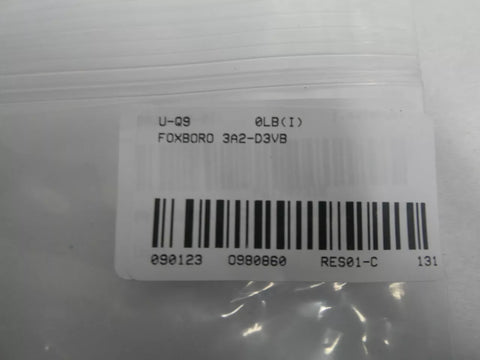 U-Q9 0LB(I)
FOXBORO 3A2-D3VB
090123 0980860 RES01-C 131